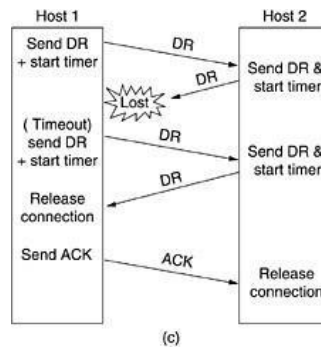 Host 1
Host 2
Send DR
+ start timer
DR
DR
Send DR &
start timer
Lost
( Timeout)
send DR
+ start timer
DR
Send DR &
start timer
DR
Release
connection
Send ACK
ACK
Release
connection
(c)